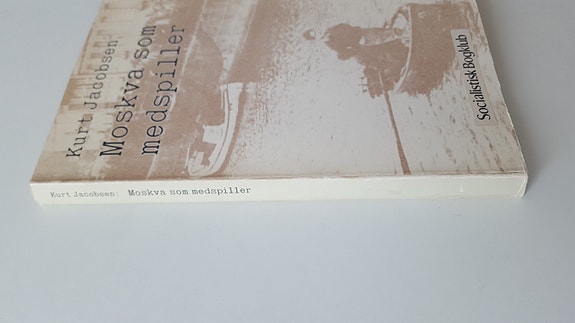 Kurt Jacobsen:
Moskva som
medspiller
Socialistisk Bogklub
Kurt Jacobsen: Moskva som medspiller